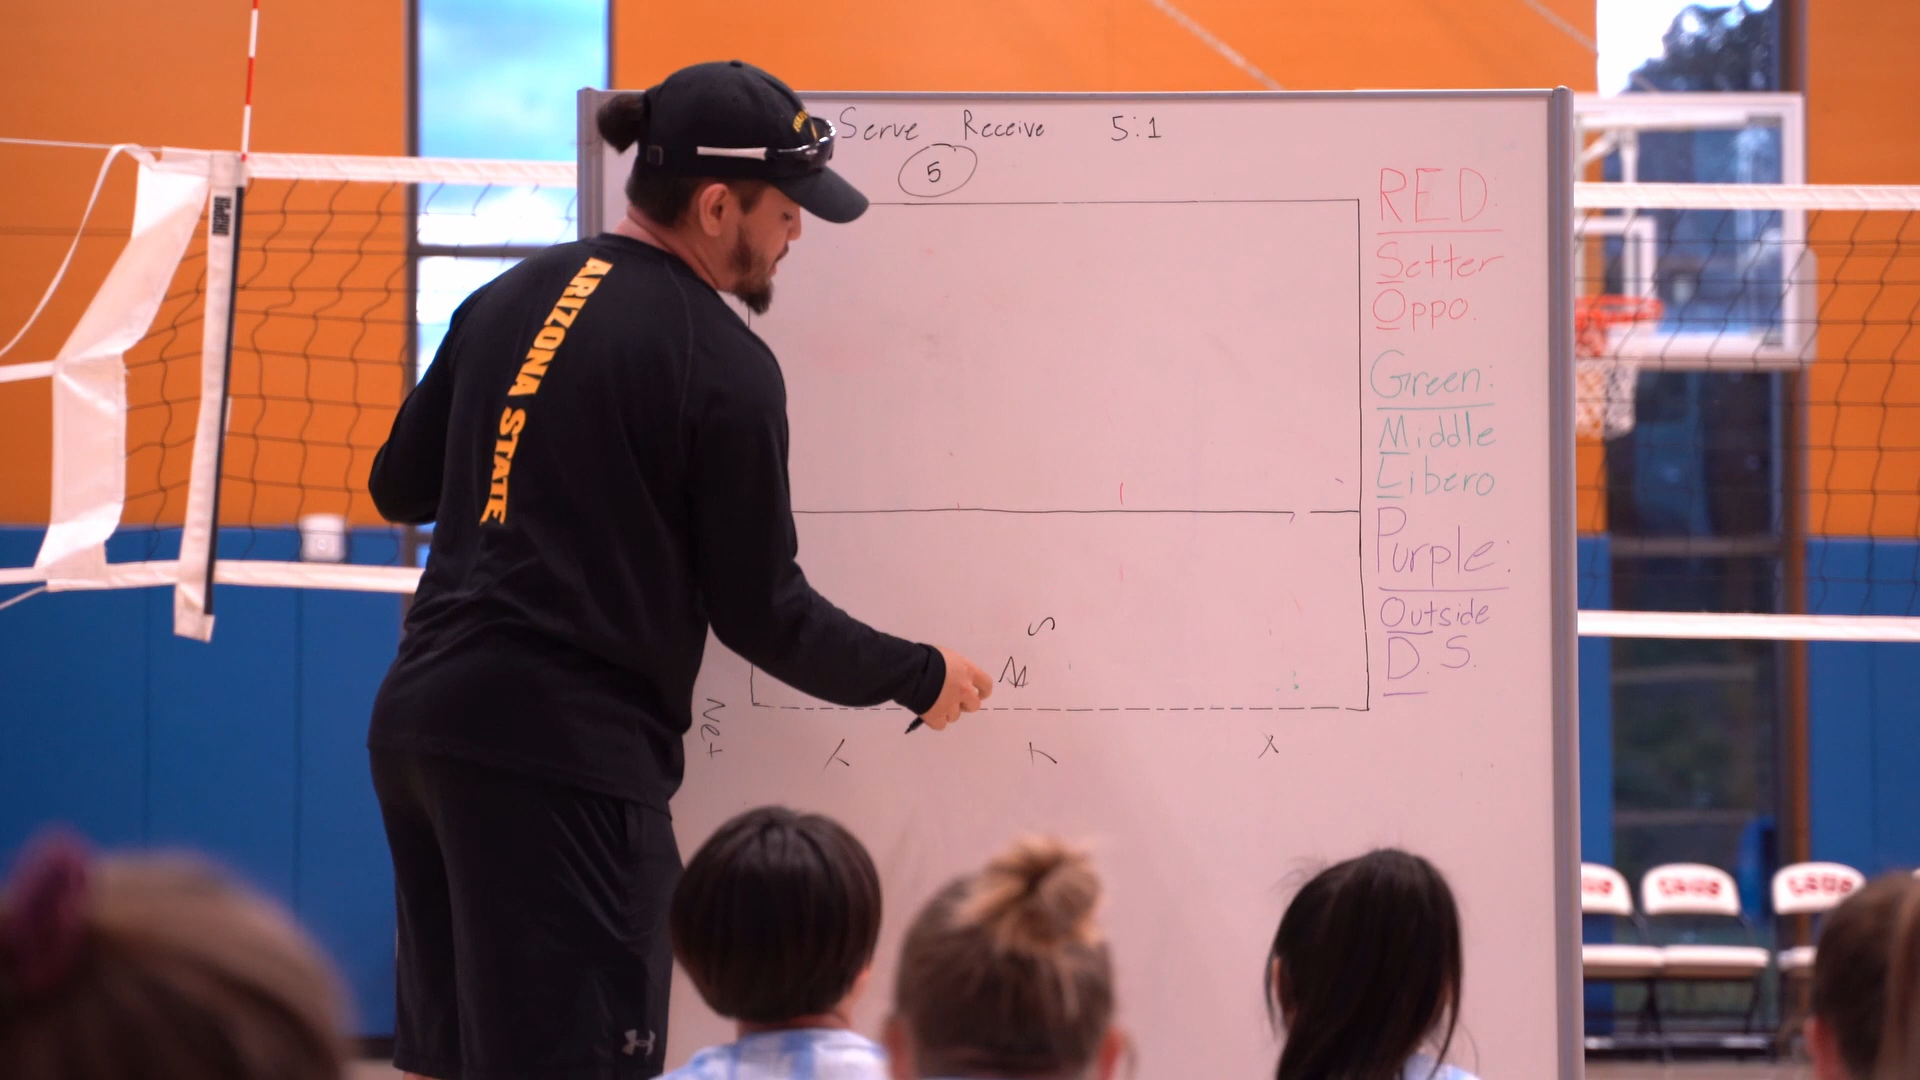 Serve Receive 5:1
5
RED:
Setter
Oppo.
Green:
Middle
Libero
Purple:
Outside
D.S.
S
M
Net
X
ARIZONA STATE